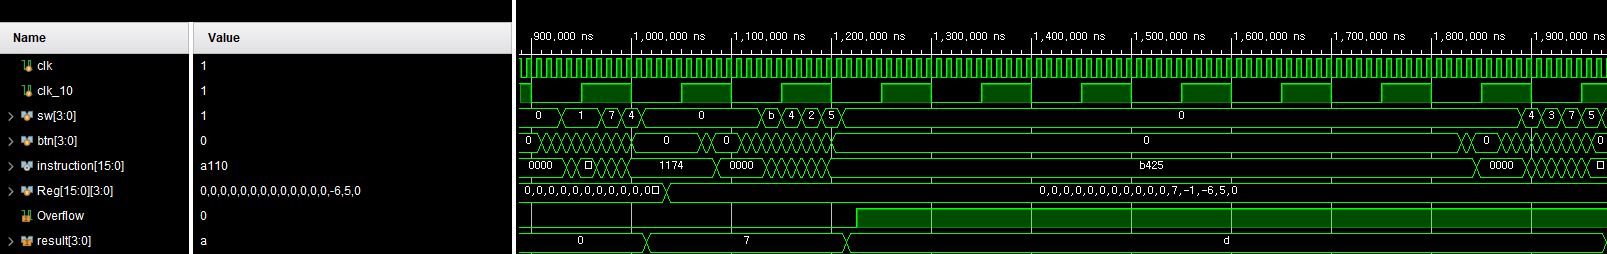 Name Value 900,000 ns 1,000,000 ns 1,100,000 ns 1,200,000 ns 1,300,000 ns 1,400,000 ns 1,500,000 ns 1,600,000 ns 1,700,000 ns 1,800,000 ns 1,900,000 ns
clk 1
clk_10 1
sw[3:0] 1 0 1 7 4 0 b 4 2 5 0 4 3 7 5
btn[3:0] 0 0 0 0 0 0 0
instruction[15:0] a110 0000 1174 0000 b425 0000
Reg[15:0][3:0] 0,0,0,0,0,0,0,0,0,0,0,0,0,-6,5,0 0,0,0,0,0,0,0,0,0,0 0,0,0,0,0,0,0,0,0,0,0,7,-1,-6,5,0
Overflow 0
result[3:0] a 0 7 d